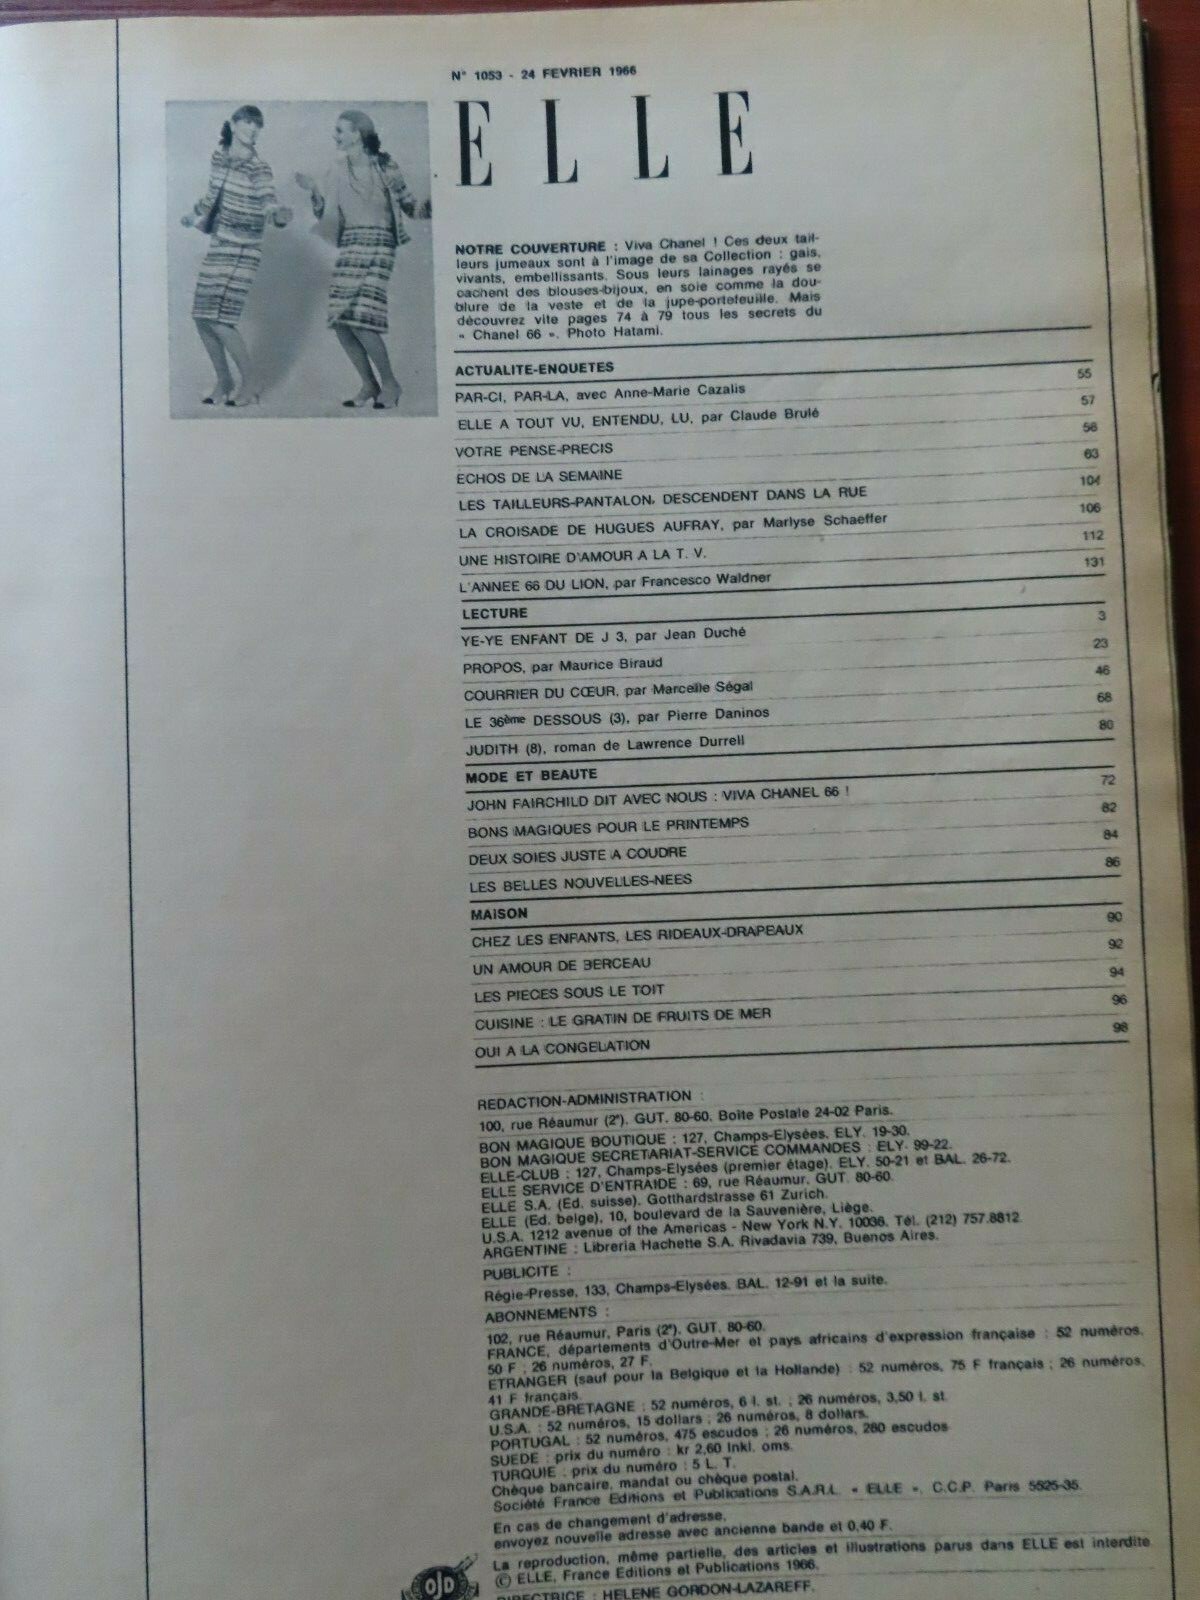 N° 1053 - 24 FEVRIER 1966
ELLE
NOTRE COUVERTURE : Viva Chanel ! Ces deux tail-
leurs jumeaux sont à l'image de sa Collection : gais,
vivants, embellissants. Sous leurs lainages rayés se
cachent des blouses-bijoux, en soie comme la dou-
blure de la veste et de la jupe-portefeuille. Mais
découvrez vite pages 74 à 79 tous les secrets du
« Chanel 66 ». Photo Hatami.
ACTUALITE-ENQUETES
PAR-CI, PAR-LA, avec Anne-Marie Cazalis 55
ELLE A TOUT VU, ENTENDU, LU, par Claude Brulé 57
VOTRE PENSE-PRECIS 58
ECHOS DE LA SEMAINE 63
LES TAILLEURS-PANTALON, DESCENDENT DANS LA RUE 104
LA CROISADE DE HUGUES AUFRAY, par Marlyse Schaeffer 106
UNE HISTOIRE D'AMOUR A LA T. V. 112
L'ANNEE 66 DU LION, par Francesco Waldner 131
LECTURE
YE-YE ENFANT DE J 3, par Jean Duché 3
PROPOS, par Maurice Biraud 23
COURRIER DU CŒUR, par Marcelle Ségal 46
LE 36ème DESSOUS (3), par Pierre Daninos 68
JUDITH (8), roman de Lawrence Durrell 80
MODE ET BEAUTE
JOHN FAIRCHILD DIT AVEC NOUS : VIVA CHANEL 66 ! 72
BONS MAGIQUES POUR LE PRINTEMPS 82
DEUX SOIES JUSTE A COUDRE 84
LES BELLES NOUVELLES-NEES 86
MAISON
CHEZ LES ENFANTS, LES RIDEAUX-DRAPEAUX 90
UN AMOUR DE BERCEAU 92
LES PIECES SOUS LE TOIT 94
CUISINE : LE GRATIN DE FRUITS DE MER 96
OUI A LA CONGELATION 98
REDACTION-ADMINISTRATION :
100, rue Réaumur (2e). GUT. 80-60. Boîte Postale 24-02 Paris.
BON MAGIQUE BOUTIQUE : 127, Champs-Elysées. ELY. 19-30.
BON MAGIQUE SECRETARIAT-SERVICE COMMANDES : ELY. 99-22.
ELLE-CLUB : 127, Champs-Elysées (premier étage). ELY. 50-21 et BAL. 26-72.
ELLE SERVICE D'ENTRAIDE : 69, rue Réaumur. GUT. 80-60.
ELLE S.A. (Ed. suisse). Gotthardstrasse 61 Zurich.
ELLE (Ed. belge), 10, boulevard de la Sauvenière, Liège.
U.S.A. 1212 avenue of the Americas - New York N.Y. 10036. Tél. (212) 757.8812.
ARGENTINE : Libreria Hachette S.A. Rivadavia 739, Buenos Aires.
PUBLICITE :
Régie-Presse, 133, Champs-Elysées. BAL. 12-91 et la suite.
ABONNEMENTS :
102, rue Réaumur, Paris (2e). GUT. 80-60.
FRANCE, départements d'Outre-Mer et pays africains d'expression française : 52 numéros,
50 F ; 26 numéros, 27 F.
ETRANGER (sauf pour la Belgique et la Hollande) : 52 numéros, 75 F français ; 26 numéros,
41 F français.
GRANDE-BRETAGNE : 52 numéros, 6 l. st. ; 26 numéros, 3,50 l. st.
U.S.A. : 52 numéros, 15 dollars ; 26 numéros, 8 dollars.
PORTUGAL : 52 numéros, 475 escudos ; 26 numéros, 260 escudos
SUEDE : prix du numéro : kr 2,60 Inkl. oms.
TURQUIE : prix du numéro : 5 L. T.
Chèque bancaire, mandat ou chèque postal.
Société France Editions et Publications S.A.R.L. « ELLE », C.C.P. Paris 5525-35.
En cas de changement d'adresse,
envoyez nouvelle adresse avec ancienne bande et 0,40 F.
La reproduction, même partielle, des articles et illustrations parus dans ELLE est interdite
© ELLE, France Editions et Publications 1966.
OJD
DIRECTRICE : HELENE GORDON-LAZAREFF.